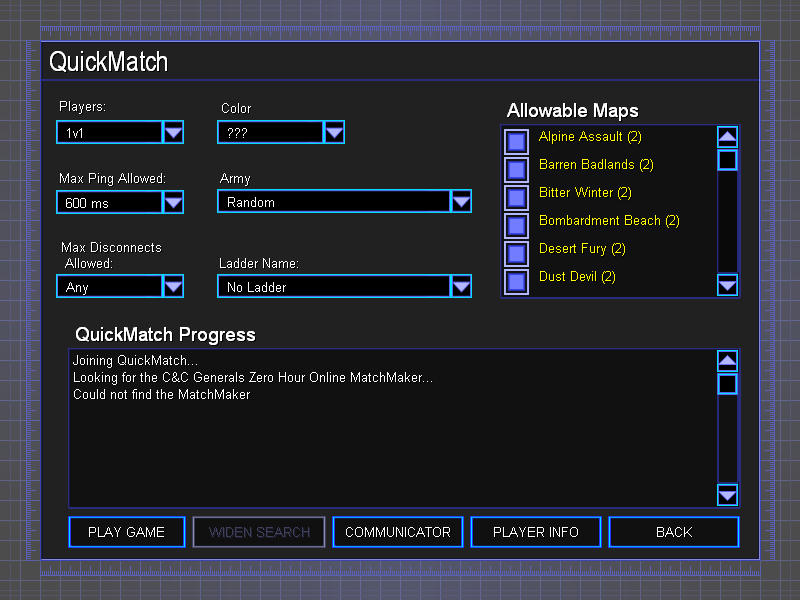 QuickMatch
Players:
Color
1v1
???
Max Ping Allowed:
Army
600 ms
Random
Max Disconnects
Allowed:
Ladder Name:
Any
No Ladder
Allowable Maps
Alpine Assault (2)
Barren Badlands (2)
Bitter Winter (2)
Bombardment Beach (2)
Desert Fury (2)
Dust Devil (2)
QuickMatch Progress
Joining QuickMatch...
Looking for the C&C Generals Zero Hour Online MatchMaker...
Could not find the MatchMaker
PLAY GAME
WIDEN SEARCH
COMMUNICATOR
PLAYER INFO
BACK